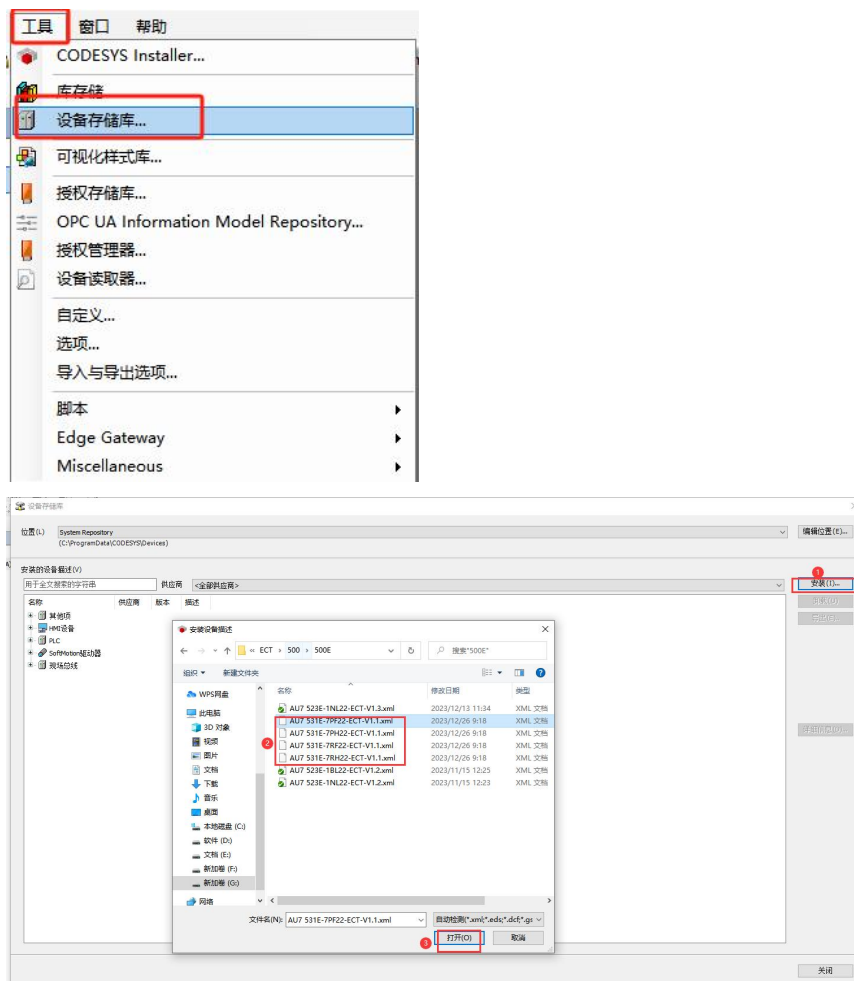 工具 窗口 帮助
CODESYS Installer...
库存储
设备存储库...
可视化样式库...
授权存储库...
OPC UA Information Model Repository...
授权管理器...
设备读取器...
自定义...
选项...
导入与导出选项...
脚本
Edge Gateway
Miscellaneous
设备存储库
位置(L) System Repository 编辑位置(E)...
(C:\ProgramData\CODESYS\Devices)
安装的设备描述(V)
1
用于全文搜索的字符串 供应商 <全部供应商> 安装(I)...
名称 供应商 版本 描述
其他项
HMI设备
PLC
SoftMotion驱动器
现场总线
安装设备描述
« ECT › 500 › 500E 搜索"500E"
组织 新建文件夹
名称 修改日期 类型
WPS网盘
此电脑
3D 对象
视频
图片
文档
下载
音乐
桌面
本地磁盘 (C:)
软件 (D:)
文档 (E:)
新加卷 (F:)
新加卷 (G:)
网络
AU7 523E-1NL22-ECT-V1.3.xml 2023/12/13 11:34 XML 文档
AU7 531E-7PF22-ECT-V1.1.xml 2023/12/26 9:18 XML 文档
AU7 531E-7PH22-ECT-V1.1.xml 2023/12/26 9:18 XML 文档
2 AU7 531E-7RF22-ECT-V1.1.xml 2023/12/26 9:18 XML 文档
AU7 531E-7RH22-ECT-V1.1.xml 2023/12/26 9:18 XML 文档
AU7 523E-1BL22-ECT-V1.2.xml 2023/11/15 12:25 XML 文档
AU7 523E-1NL22-ECT-V1.2.xml 2023/11/15 12:23 XML 文档
文件名(N): AU7 531E-7PF22-ECT-V1.1.xml 自动检测(*.xml;*.eds;*.dcf;*.gs
3 打开(O) 取消
关闭